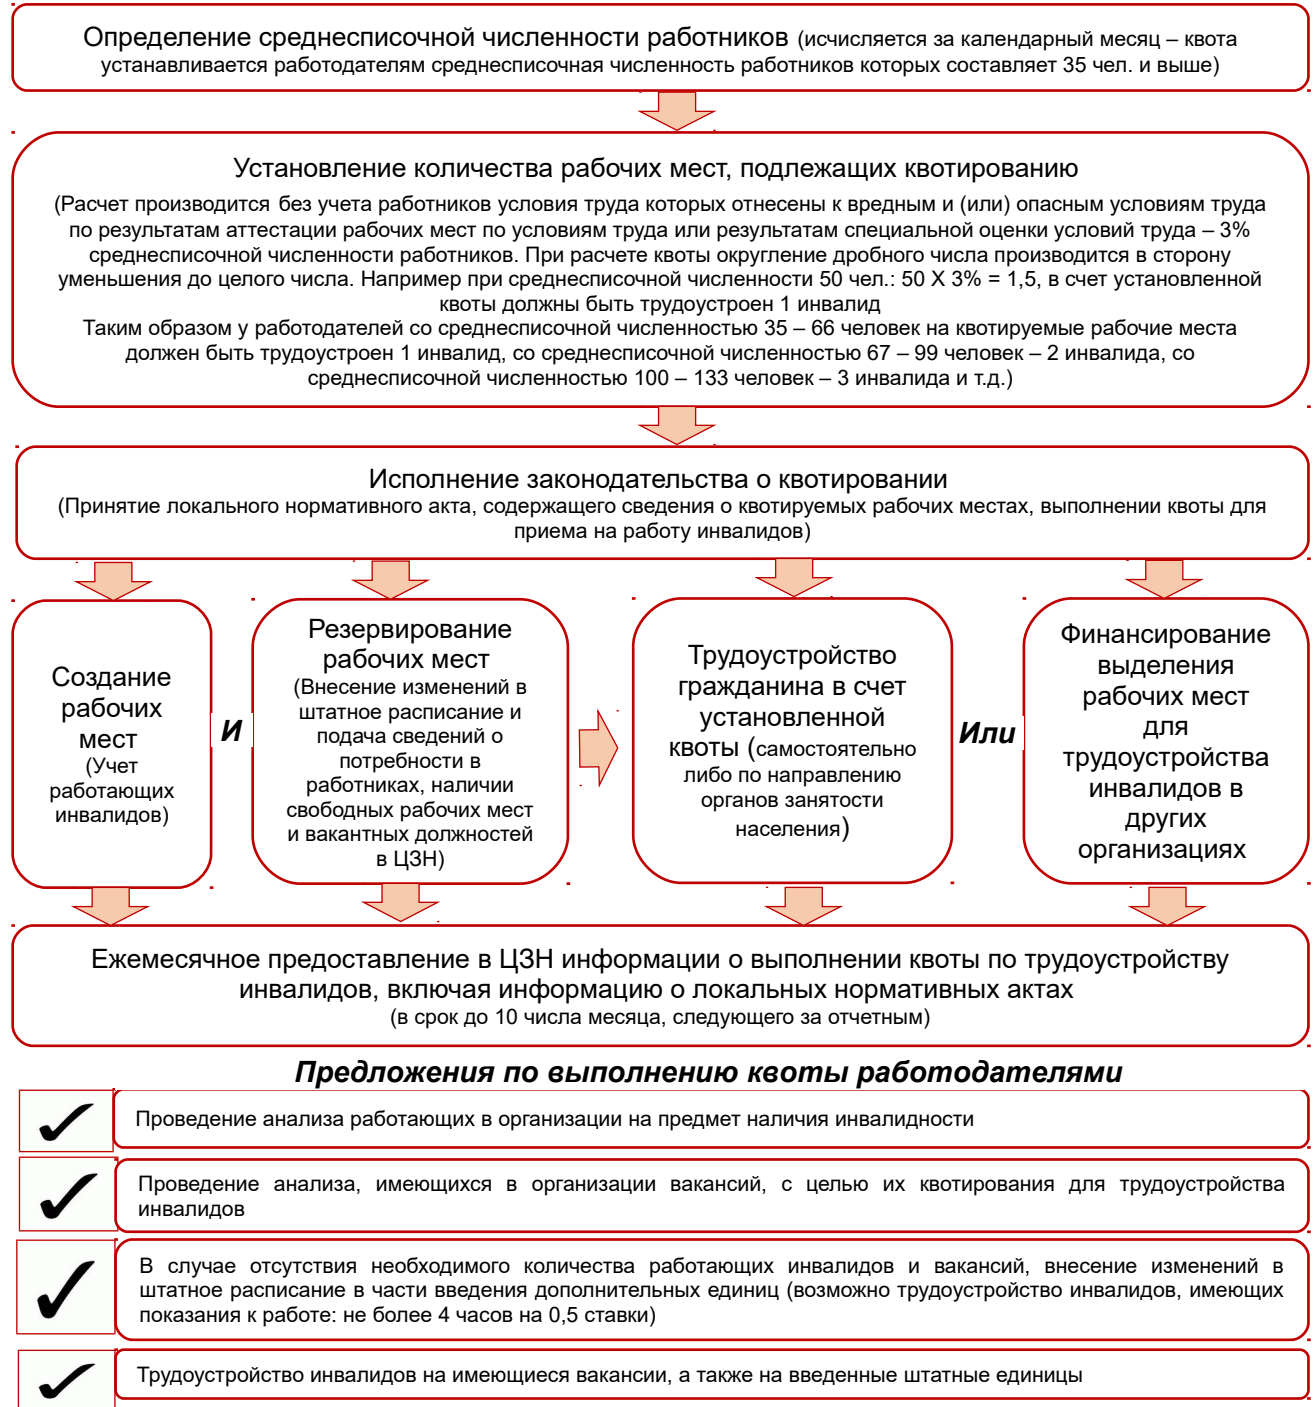 Определение среднесписочной численности работников (исчисляется за календарный месяц – квота
устанавливается работодателям среднесписочная численность работников которых составляет 35 чел. и выше)
Установление количества рабочих мест, подлежащих квотированию
(Расчет производится без учета работников условия труда которых отнесены к вредным и (или) опасным условиям труда
по результатам аттестации рабочих мест по условиям труда или результатам специальной оценки условий труда – 3%
среднесписочной численности работников. При расчете квоты округление дробного числа производится в сторону
уменьшения до целого числа. Например при среднесписочной численности 50 чел.: 50 Х 3% = 1,5, в счет установленной
квоты должны быть трудоустроен 1 инвалид
Таким образом у работодателей со среднесписочной численностью 35 – 66 человек на квотируемые рабочие места
должен быть трудоустроен 1 инвалид, со среднесписочной численностью 67 – 99 человек – 2 инвалида, со
среднесписочной численностью 100 – 133 человек – 3 инвалида и т.д.)
Исполнение законодательства о квотировании
(Принятие локального нормативного акта, содержащего сведения о квотируемых рабочих местах, выполнении квоты для
приема на работу инвалидов)
Создание
рабочих
мест
(Учет
работающих
инвалидов)
И
Резервирование
рабочих мест
(Внесение изменений в
штатное расписание и
подача сведений о
потребности в
работниках, наличии
свободных рабочих мест
и вакантных должностей
в ЦЗН)
Трудоустройство
гражданина в счет
установленной
квоты (самостоятельно
либо по направлению
органов занятости
населения)
Или
Финансирование
выделения
рабочих мест
для
трудоустройства
инвалидов в
других
организациях
Ежемесячное предоставление в ЦЗН информации о выполнении квоты по трудоустройству
инвалидов, включая информацию о локальных нормативных актах
(в срок до 10 числа месяца, следующего за отчетным)
Предложения по выполнению квоты работодателями
Проведение анализа работающих в организации на предмет наличия инвалидности
Проведение анализа, имеющихся в организации вакансий, с целью их квотирования для трудоустройства
инвалидов
В случае отсутствия необходимого количества работающих инвалидов и вакансий, внесение изменений в
штатное расписание в части введения дополнительных единиц (возможно трудоустройство инвалидов, имеющих
показания к работе: не более 4 часов на 0,5 ставки)
Трудоустройство инвалидов на имеющиеся вакансии, а также на введенные штатные единицы